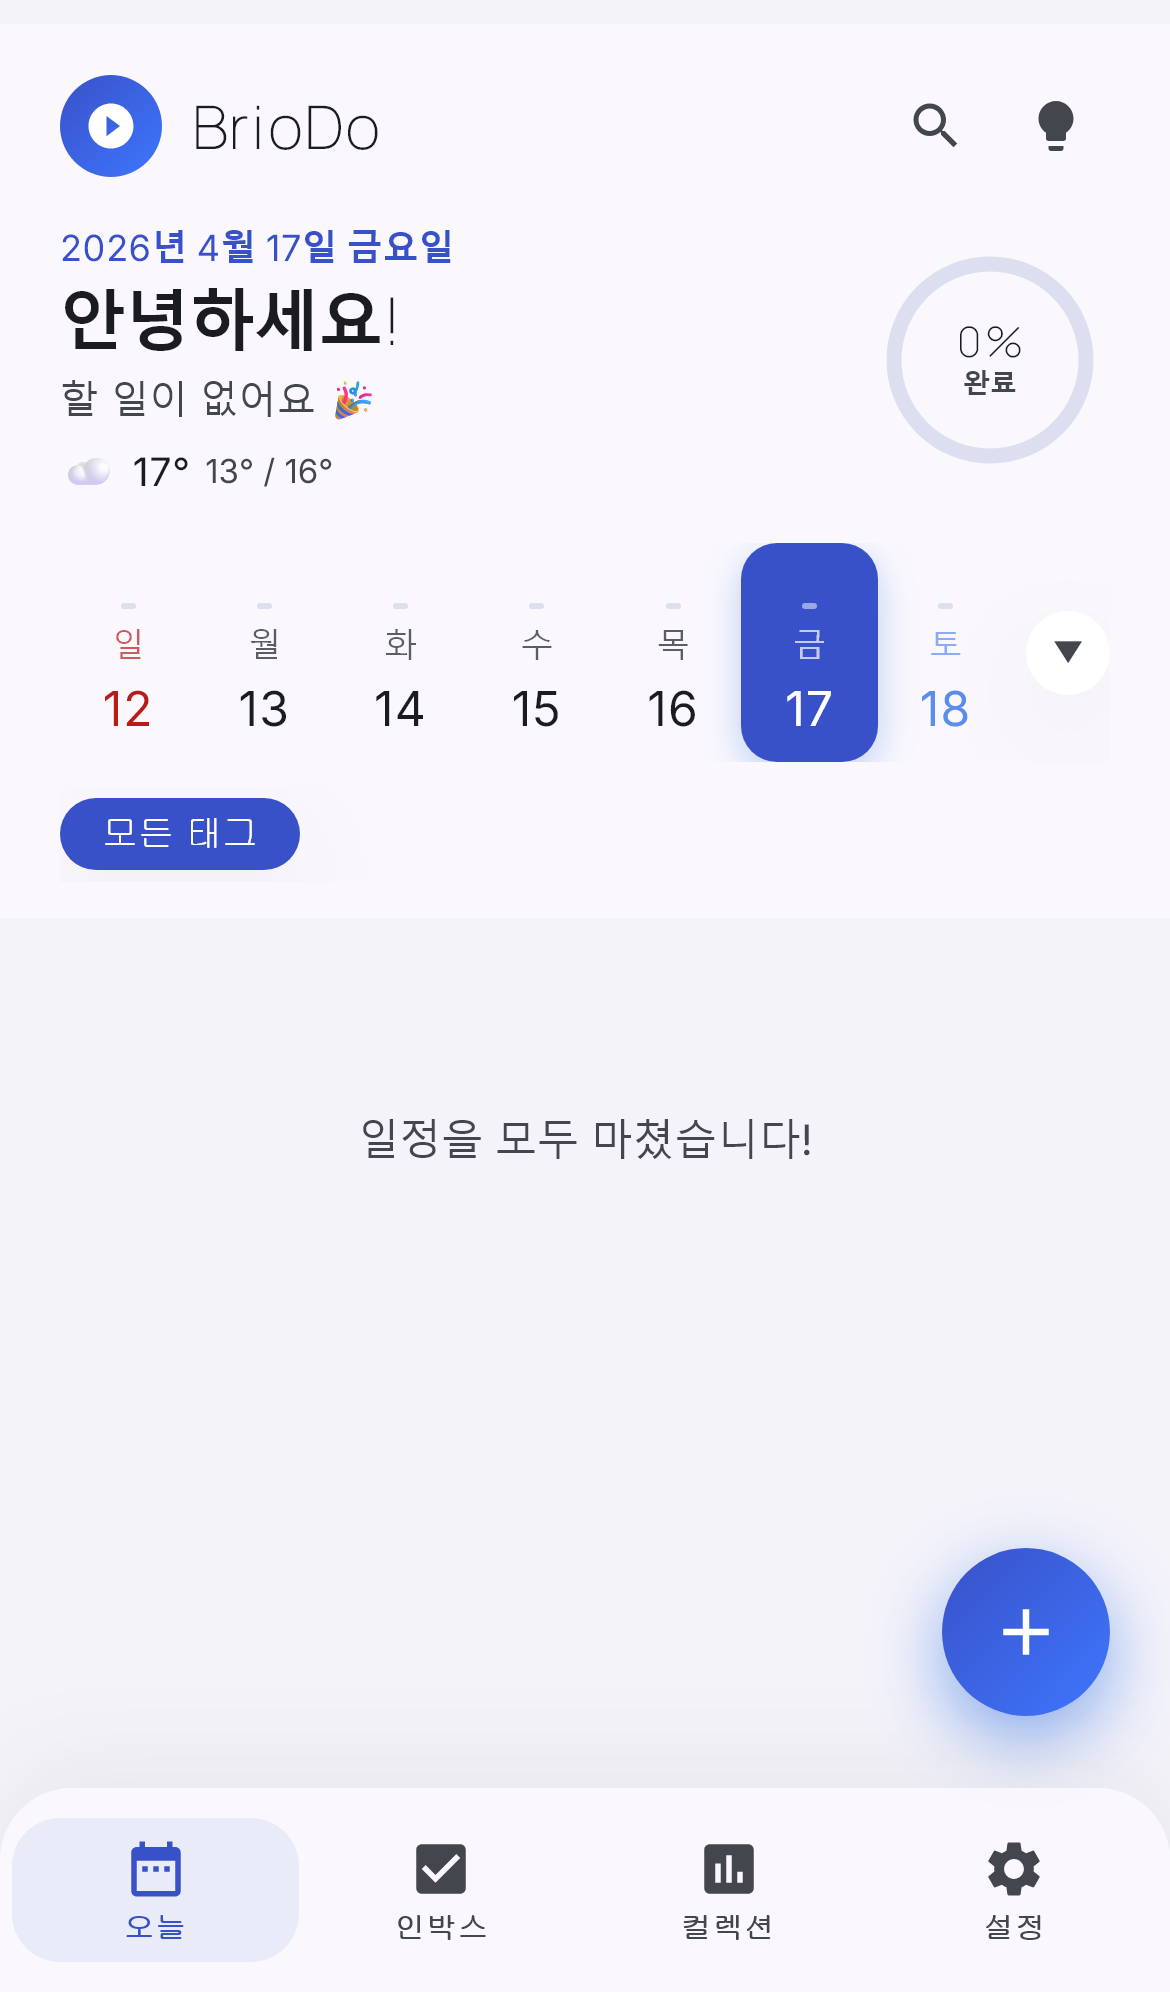 BrioDo
2026년 4월 17일 금요일
안녕하세요!
할 일이 없어요 🎉
0%
완료
17° 13° / 16°
일 월 화 수 목 금 토
12 13 14 15 16 17 18
모든 태그
일정을 모두 마쳤습니다!
오늘 인박스 컬렉션 설정